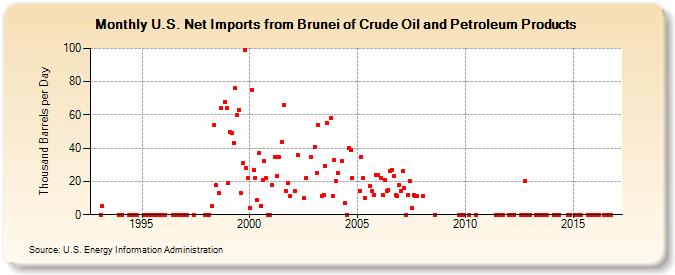 Monthly U.S. Net Imports from Brunei of Crude Oil and Petroleum Products
Thousand Barrels per Day
100
80
60
40
20
0
1995 2000 2005 2010 2015
Source: U.S. Energy Information Administration